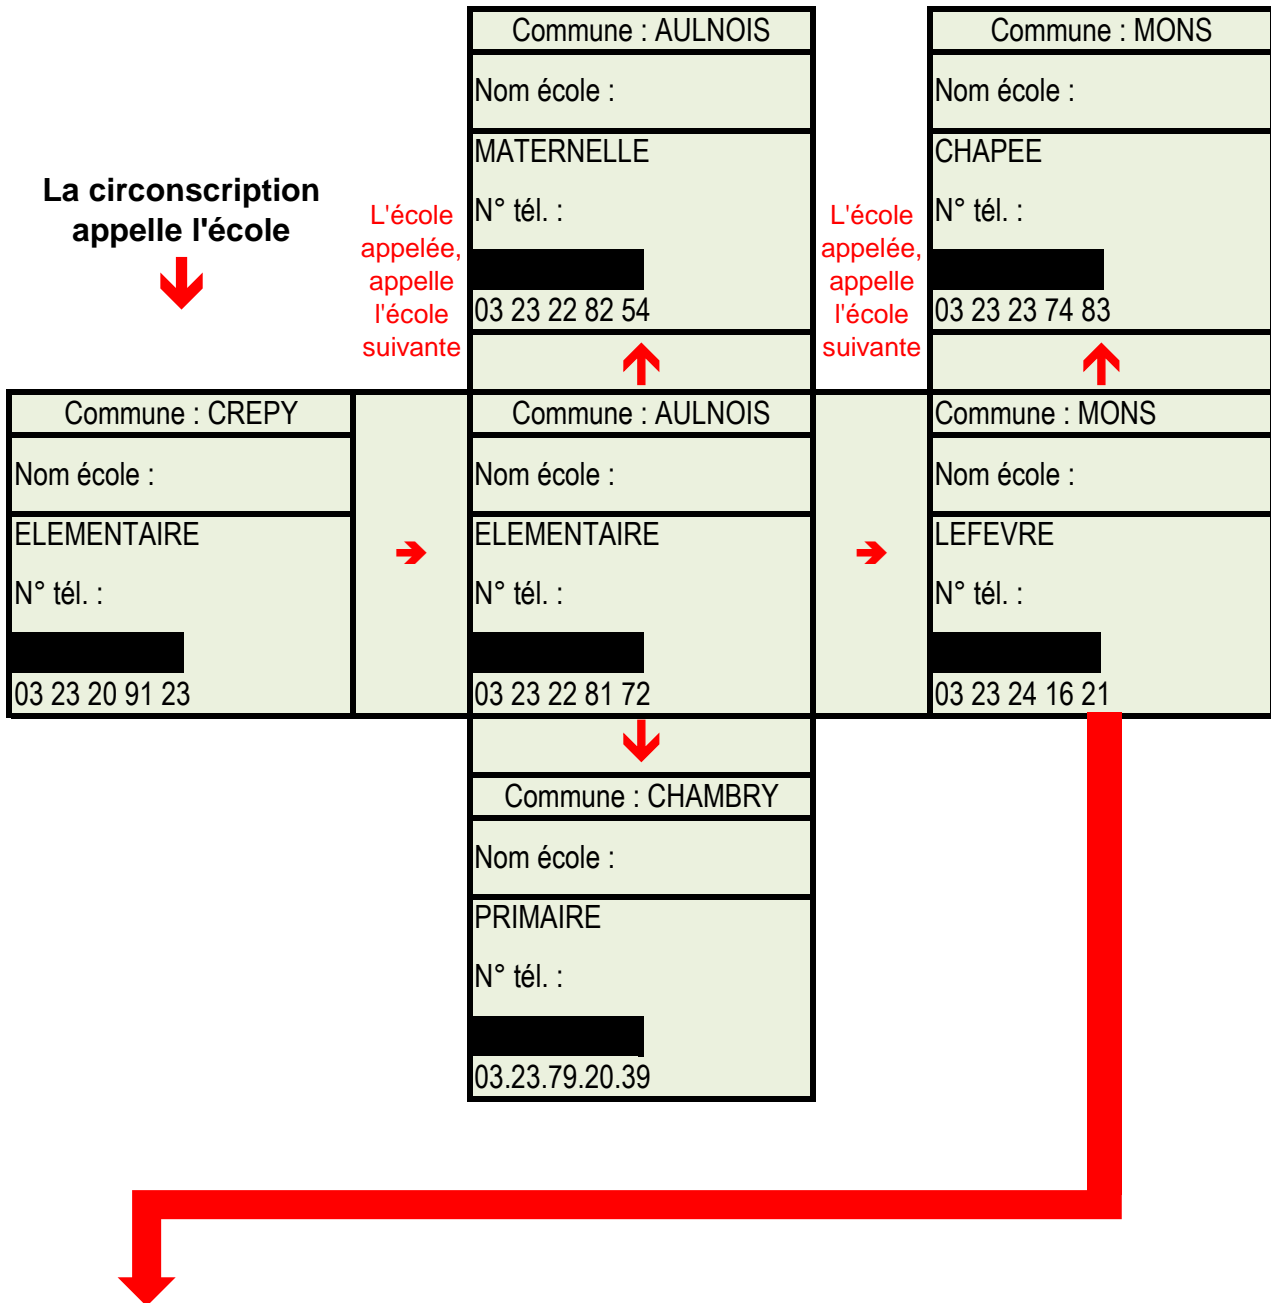 La circonscription
appelle l'école
L'école
appelée,
appelle
l'école
suivante
Commune : AULNOIS
Nom école :
MATERNELLE
N° tél. :
03 23 22 82 54
L'école
appelée,
appelle
l'école
suivante
Commune : MONS
Nom école :
CHAPEE
N° tél. :
03 23 23 74 83
Commune : CREPY
Nom école :
ELEMENTAIRE
N° tél. :
03 23 20 91 23
Commune : AULNOIS
Nom école :
ELEMENTAIRE
N° tél. :
03 23 22 81 72
Commune : MONS
Nom école :
LEFEVRE
N° tél. :
03 23 24 16 21
Commune : CHAMBRY
Nom école :
PRIMAIRE
N° tél. :
03.23.79.20.39